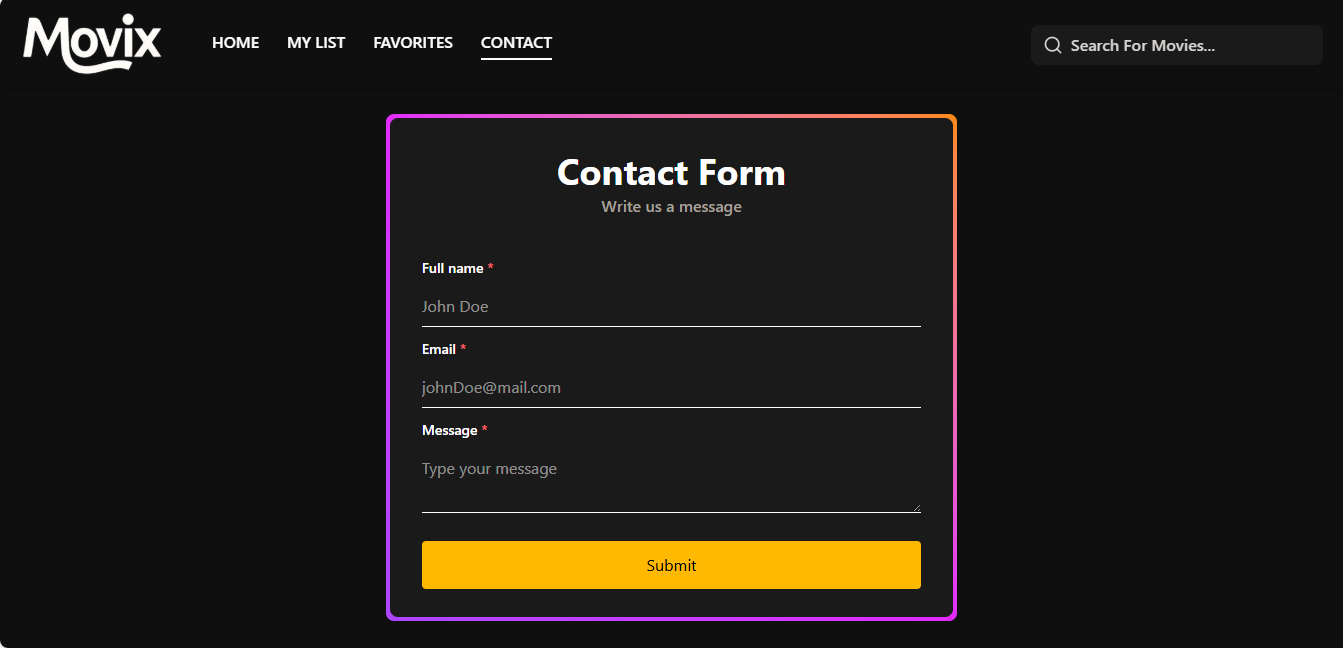 Movix
HOME MY LIST FAVORITES CONTACT
Search For Movies...
Contact Form
Write us a message
Full name *
John Doe
Email *
johnDoe@mail.com
Message *
Type your message
Submit